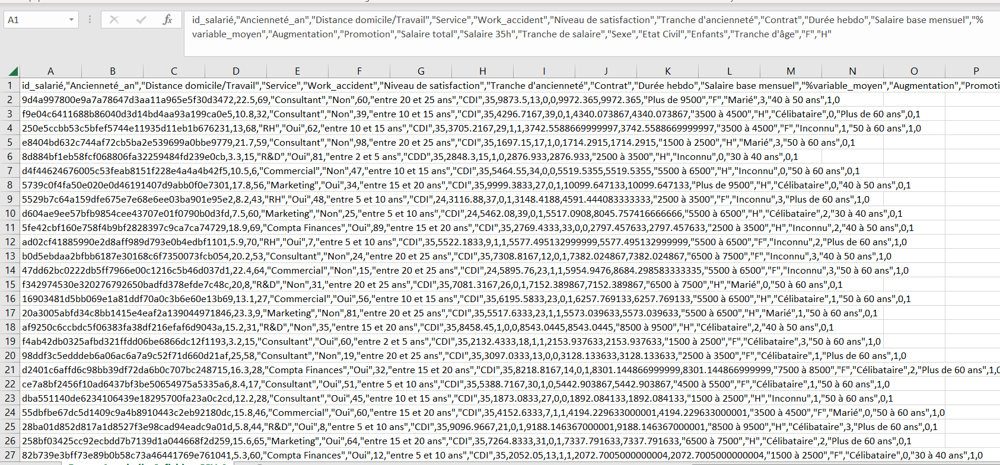 A1
fx
id_salarié,"Ancienneté_an","Distance domicile/Travail","Service","Work_accident","Niveau de satisfaction","Tranche d'ancienneté","Contrat","Durée hebdo","Salaire base mensuel","%
variable_moyen","Augmentation","Promotion","Salaire total","Salaire 35h","Tranche de salaire","Sexe","Etat Civil","Enfants","Tranche d'âge","F","H"
A B C D E F G H I J K L M N O P
1 id_salarié,"Ancienneté_an","Distance domicile/Travail","Service","Work_accident","Niveau de satisfaction","Tranche d'ancienneté","Contrat","Durée hebdo","Salaire base mensuel","%variable_moyen","Augmentation","Promoti
2 9d4a997800e9a7a78647d3aa11a965e5f30d3472,22.5,69,"Consultant","Non",60,"entre 20 et 25 ans","CDI",35,9873.5,13,0,0,9972.365,9972.365,"Plus de 9500","F","Marié",3,"40 à 50 ans",1,0
3 f9e04c6411688b86040d3d14bd4aa93a199ca0e5,10.8,32,"Consultant","Non",39,"entre 10 et 15 ans","CDI",35,4296.7167,39,0,1,4340.073867,4340.073867,"3500 à 4500","H","Célibataire",0,"Plus de 60 ans",0,1
4 250e5ccbb53c5bfef5744e11935d11eb1b676231,13,68,"RH","Oui",62,"entre 10 et 15 ans","CDI",35,3705.2167,29,1,1,3742.5588669999997,3742.5588669999997,"3500 à 4500","F","Inconnu",1,"50 à 60 ans",1,0
5 e8404bd632c744af72cb5ba2e539699a0bbe9779,21.7,59,"Consultant","Non",98,"entre 20 et 25 ans","CDI",35,1697.15,17,1,0,1714.2915,1714.2915,"1500 à 2500","H","Marié",3,"50 à 60 ans",0,1
6 8d884bf1eb58fcf068806fa32259484fd239e0cb,3.3,15,"R&D","Oui",81,"entre 2 et 5 ans","CDD",35,2848.3,15,1,0,2876.933,2876.933,"2500 à 3500","H","Inconnu",0,"30 à 40 ans",0,1
7 d4f44624676005c53feab8151f228e4a4a4b42f5,10.5,6,"Commercial","Non",47,"entre 10 et 15 ans","CDI",35,5464.55,34,0,0,5519.5355,5519.5355,"5500 à 6500","H","Inconnu",0,"50 à 60 ans",0,1
8 5739c0f4fa50e020e0d46191407d9abb0f0e7301,17.8,56,"Marketing","Oui",34,"entre 15 et 20 ans","CDI",35,9999.3833,27,0,1,10099.647133,10099.647133,"Plus de 9500","H","Célibataire",0,"40 à 50 ans",0,1
9 5529b7c64a159dfe675e7e68e6ee03ba901e95e2,8.2,43,"RH","Oui",48,"entre 5 et 10 ans","CDI",24,3116.88,37,0,1,3148.4188,4591.444083333333,"2500 à 3500","F","Inconnu",3,"Plus de 60 ans",1,0
10 d604ae9ee57bfb9854cee43707e01f0790b0d3fd,7.5,60,"Marketing","Non",25,"entre 5 et 10 ans","CDI",24,5462.08,39,0,1,5517.0908,8045.757416666666,"5500 à 6500","H","Célibataire",2,"30 à 40 ans",0,1
11 5fe42cbf160e758f4b9bf2828397c9ca7ca74729,18.9,69,"Compta Finances","Oui",89,"entre 15 et 20 ans","CDI",35,2769.4333,33,0,0,2797.457633,2797.457633,"2500 à 3500","H","Inconnu",2,"40 à 50 ans",0,1
12 ad02cf41885990e2d8aff989d793e0b4edbf1101,5.9,70,"RH","Oui",7,"entre 5 et 10 ans","CDI",35,5522.1833,9,1,1,5577.495132999999,5577.495132999999,"5500 à 6500","F","Inconnu",2,"Plus de 60 ans",1,0
13 b0d5ebdaa2bfbb6187e30168c6f7350073fcb054,20.2,53,"Consultant","Non",24,"entre 20 et 25 ans","CDI",35,7308.8167,12,0,1,7382.024867,7382.024867,"6500 à 7500","F","Inconnu",3,"40 à 50 ans",1,0
14 47dd62bc0222db5ff7966e00c1216c5b46d037d1,22.4,64,"Commercial","Non",15,"entre 20 et 25 ans","CDI",24,5895.76,23,1,1,5954.9476,8684.298583333335,"5500 à 6500","F","Inconnu",3,"50 à 60 ans",1,0
15 f342974530e320276792650badfd378efde7c48c,20,8,"R&D","Non",31,"entre 20 et 25 ans","CDI",35,7081.3167,26,0,1,7152.389867,7152.389867,"6500 à 7500","H","Marié",0,"50 à 60 ans",0,1
16 16903481d5bb069e1a81ddf70a0c3b6e60e13b69,13.1,27,"Commercial","Oui",56,"entre 10 et 15 ans","CDI",35,6195.5833,23,0,1,6257.769133,6257.769133,"5500 à 6500","H","Célibataire",1,"50 à 60 ans",0,1
17 20a3005abfd34c8bb1415e4eaf2a139044971846,23.3,9,"Marketing","Non",81,"entre 20 et 25 ans","CDI",35,5517.6333,23,1,1,5573.039633,5573.039633,"5500 à 6500","H","Marié",1,"50 à 60 ans",0,1
18 af9250c6ccbdc5f06383fa38df216efaf6d9043a,15.2,31,"R&D","Non",35,"entre 15 et 20 ans","CDI",35,8458.45,1,0,0,8543.0445,8543.0445,"8500 à 9500","H","Célibataire",2,"40 à 50 ans",0,1
19 f4ab42db0325afbd321ffdd06be6866dc12f1193,3.2,15,"Consultant","Oui",60,"entre 2 et 5 ans","CDI",35,2132.4333,18,1,1,2153.937633,2153.937633,"1500 à 2500","F","Célibataire",3,"50 à 60 ans",1,0
20 98ddf3c5edddeb6a06ac6a7a9c52f71d660d21af,25,58,"Consultant","Non",19,"entre 20 et 25 ans","CDI",35,3097.0333,13,0,0,3128.133633,3128.133633,"2500 à 3500","F","Célibataire",1,"Plus de 60 ans",1,0
21 d2401c6affd6c98bb39df72da6b0c707bc248715,16.3,28,"Compta Finances","Oui",32,"entre 15 et 20 ans","CDI",35,8218.8167,14,0,1,8301.144866999999,8301.144866999999,"7500 à 8500","F","Célibataire",2,"Plus de 60 ans",1,0
22 ce7a8bf2456f10ad6437bf3be50654975a5335a6,8.4,17,"Consultant","Oui",51,"entre 5 et 10 ans","CDI",35,5388.7167,30,1,0,5442.903867,5442.903867,"4500 à 5500","F","Célibataire",1,"50 à 60 ans",1,0
23 dba551140de6234106439e18295700fa23a0c2cd,12.2,28,"Consultant","Oui",45,"entre 10 et 15 ans","CDI",35,1873.0833,27,0,0,1892.084133,1892.084133,"1500 à 2500","H","Inconnu",1,"50 à 60 ans",0,1
24 55dbfbe67dc5d1409c9a4b8910443c2eb92180dc,15.8,46,"Commercial","Oui",60,"entre 15 et 20 ans","CDI",35,4152.6333,7,1,1,4194.229633000001,4194.229633000001,"3500 à 4500","F","Marié",0,"50 à 60 ans",1,0
25 28ba01d852d817a1d8527f3e98cad94eadc9a01d,5.8,44,"R&D","Oui",8,"entre 5 et 10 ans","CDI",35,9096.9667,21,0,1,9188.146367000001,9188.146367000001,"8500 à 9500","H","Célibataire",3,"Plus de 60 ans",0,1
26 258bf03425cc92ecbdd7b7139d1a044668f2d259,15.6,65,"Marketing","Oui",64,"entre 15 et 20 ans","CDI",35,7264.8333,31,0,1,7337.791633,7337.791633,"6500 à 7500","H","Célibataire",2,"Plus de 60 ans",0,1
27 82b739e3bff73e89b0b58c73a46441769e761041,5.3,60,"Compta Finances","Oui",12,"entre 5 et 10 ans","CDI",35,2052.05,13,1,1,2072.7005000000004,2072.7005000000004,"1500 à 2500","F","Célibataire",0,"30 à 40 ans",1,0